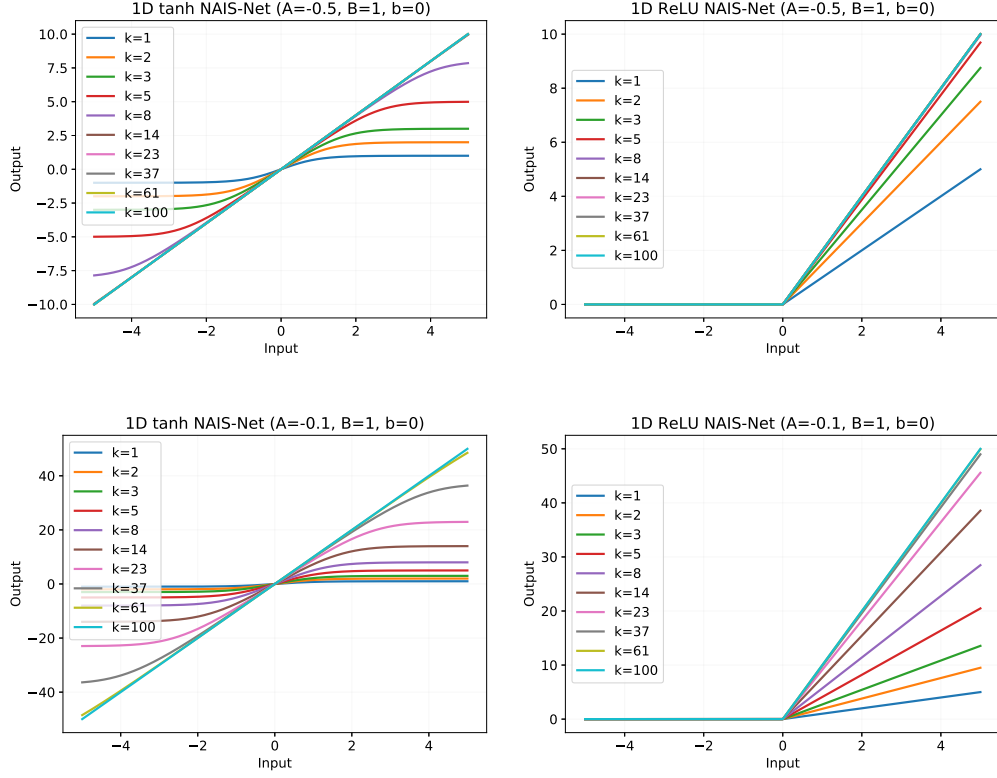 1D tanh NAIS-Net (A=-0.5, B=1, b=0)
10.0
7.5
5.0
2.5
0.0
−2.5
−5.0
−7.5
−10.0
Output
k=1
k=2
k=3
k=5
k=8
k=14
k=23
k=37
k=61
k=100
−4 −2 0 2 4
Input
1D ReLU NAIS-Net (A=-0.5, B=1, b=0)
10
8
6
4
2
0
Output
k=1
k=2
k=3
k=5
k=8
k=14
k=23
k=37
k=61
k=100
−4 −2 0 2 4
Input
1D tanh NAIS-Net (A=-0.1, B=1, b=0)
40
20
0
−20
−40
Output
k=1
k=2
k=3
k=5
k=8
k=14
k=23
k=37
k=61
k=100
−4 −2 0 2 4
Input
1D ReLU NAIS-Net (A=-0.1, B=1, b=0)
50
40
30
20
10
0
Output
k=1
k=2
k=3
k=5
k=8
k=14
k=23
k=37
k=61
k=100
−4 −2 0 2 4
Input